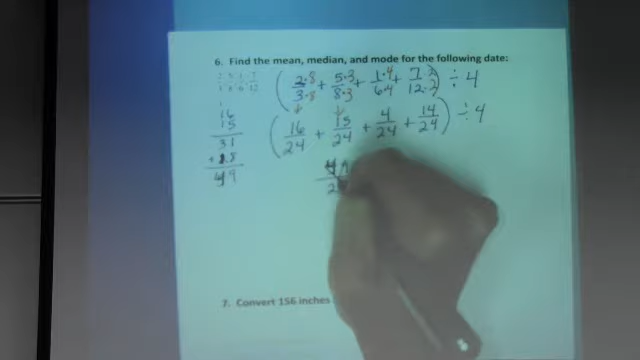 6. Find the mean, median, and mode for the following date:
(2·8/3·8 + 5·3/8·3 + 1·4/6·4 + 7·2/12·2) ÷ 4
(16/24 + 15/24 + 4/24 + 14/24) ÷ 4
16
15
31
+ 18
49
49
7. Convert 156 inches